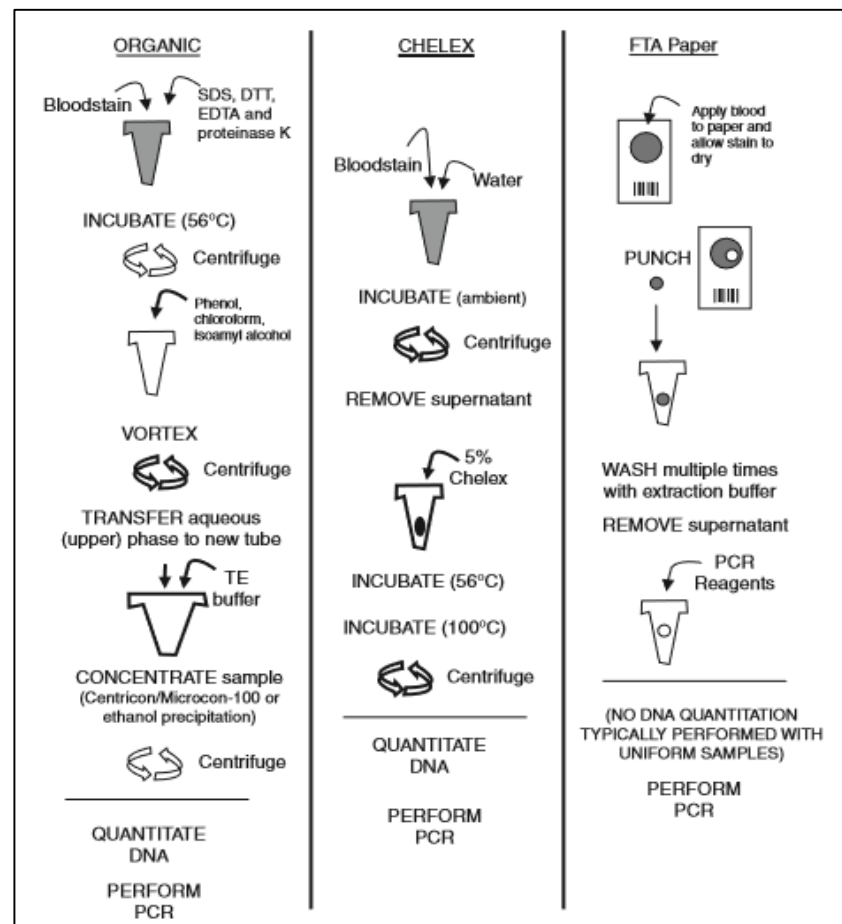 ORGANIC
Bloodstain
SDS, DTT,
EDTA and
proteinase K
INCUBATE (56ºC)
Centrifuge
Phenol,
chloroform,
isoamyl alcohol
VORTEX
Centrifuge
TRANSFER aqueous
(upper) phase to new tube
TE
buffer
CONCENTRATE sample
(Centricon/Microcon-100 or
ethanol precipitation)
Centrifuge
QUANTITATE
DNA
PERFORM
PCR
CHELEX
Bloodstain
Water
INCUBATE (ambient)
Centrifuge
REMOVE supernatant
5%
Chelex
INCUBATE (56ºC)
INCUBATE (100ºC)
Centrifuge
QUANTITATE
DNA
PERFORM
PCR
FTA Paper
Apply blood
to paper and
allow stain to
dry
PUNCH
WASH multiple times
with extraction buffer
REMOVE supernatant
PCR
Reagents
(NO DNA QUANTITATION
TYPICALLY PERFORMED WITH
UNIFORM SAMPLES)
PERFORM
PCR